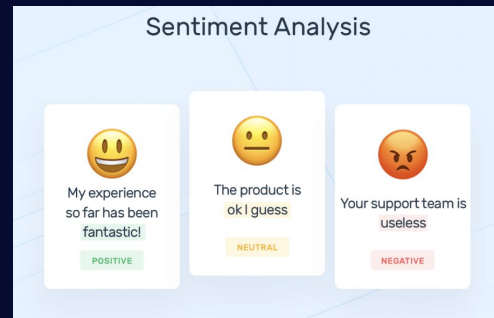 Sentiment Analysis
My experience
so far has been
fantastic!
POSITIVE
The product is
ok I guess
NEUTRAL
Your support team is
useless
NEGATIVE